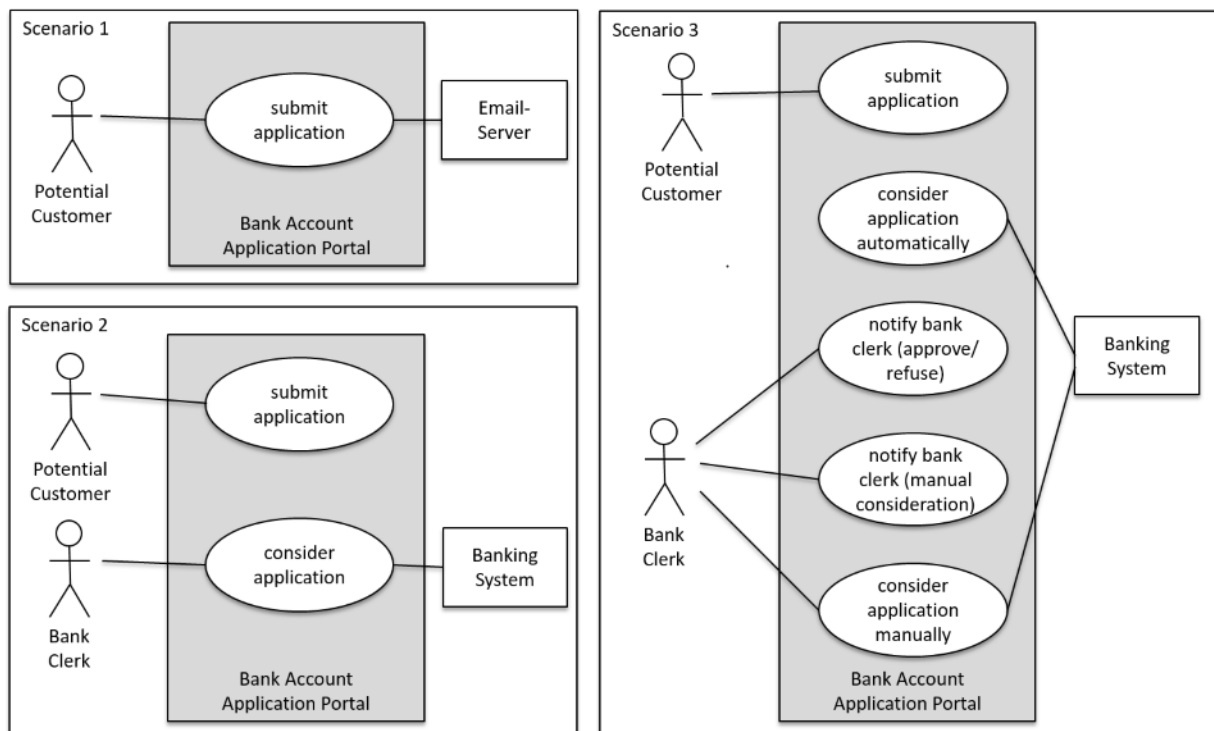 Scenario 1
submit
application
Email-
Server
Potential
Customer
Bank Account
Application Portal
Scenario 2
submit
application
Potential
Customer
consider
application
Banking
System
Bank
Clerk
Bank Account
Application Portal
Scenario 3
submit
application
Potential
Customer
consider
application
automatically
notify bank
clerk (approve/
refuse)
Banking
System
notify bank
clerk (manual
consideration)
Bank
Clerk
consider
application
manually
Bank Account
Application Portal